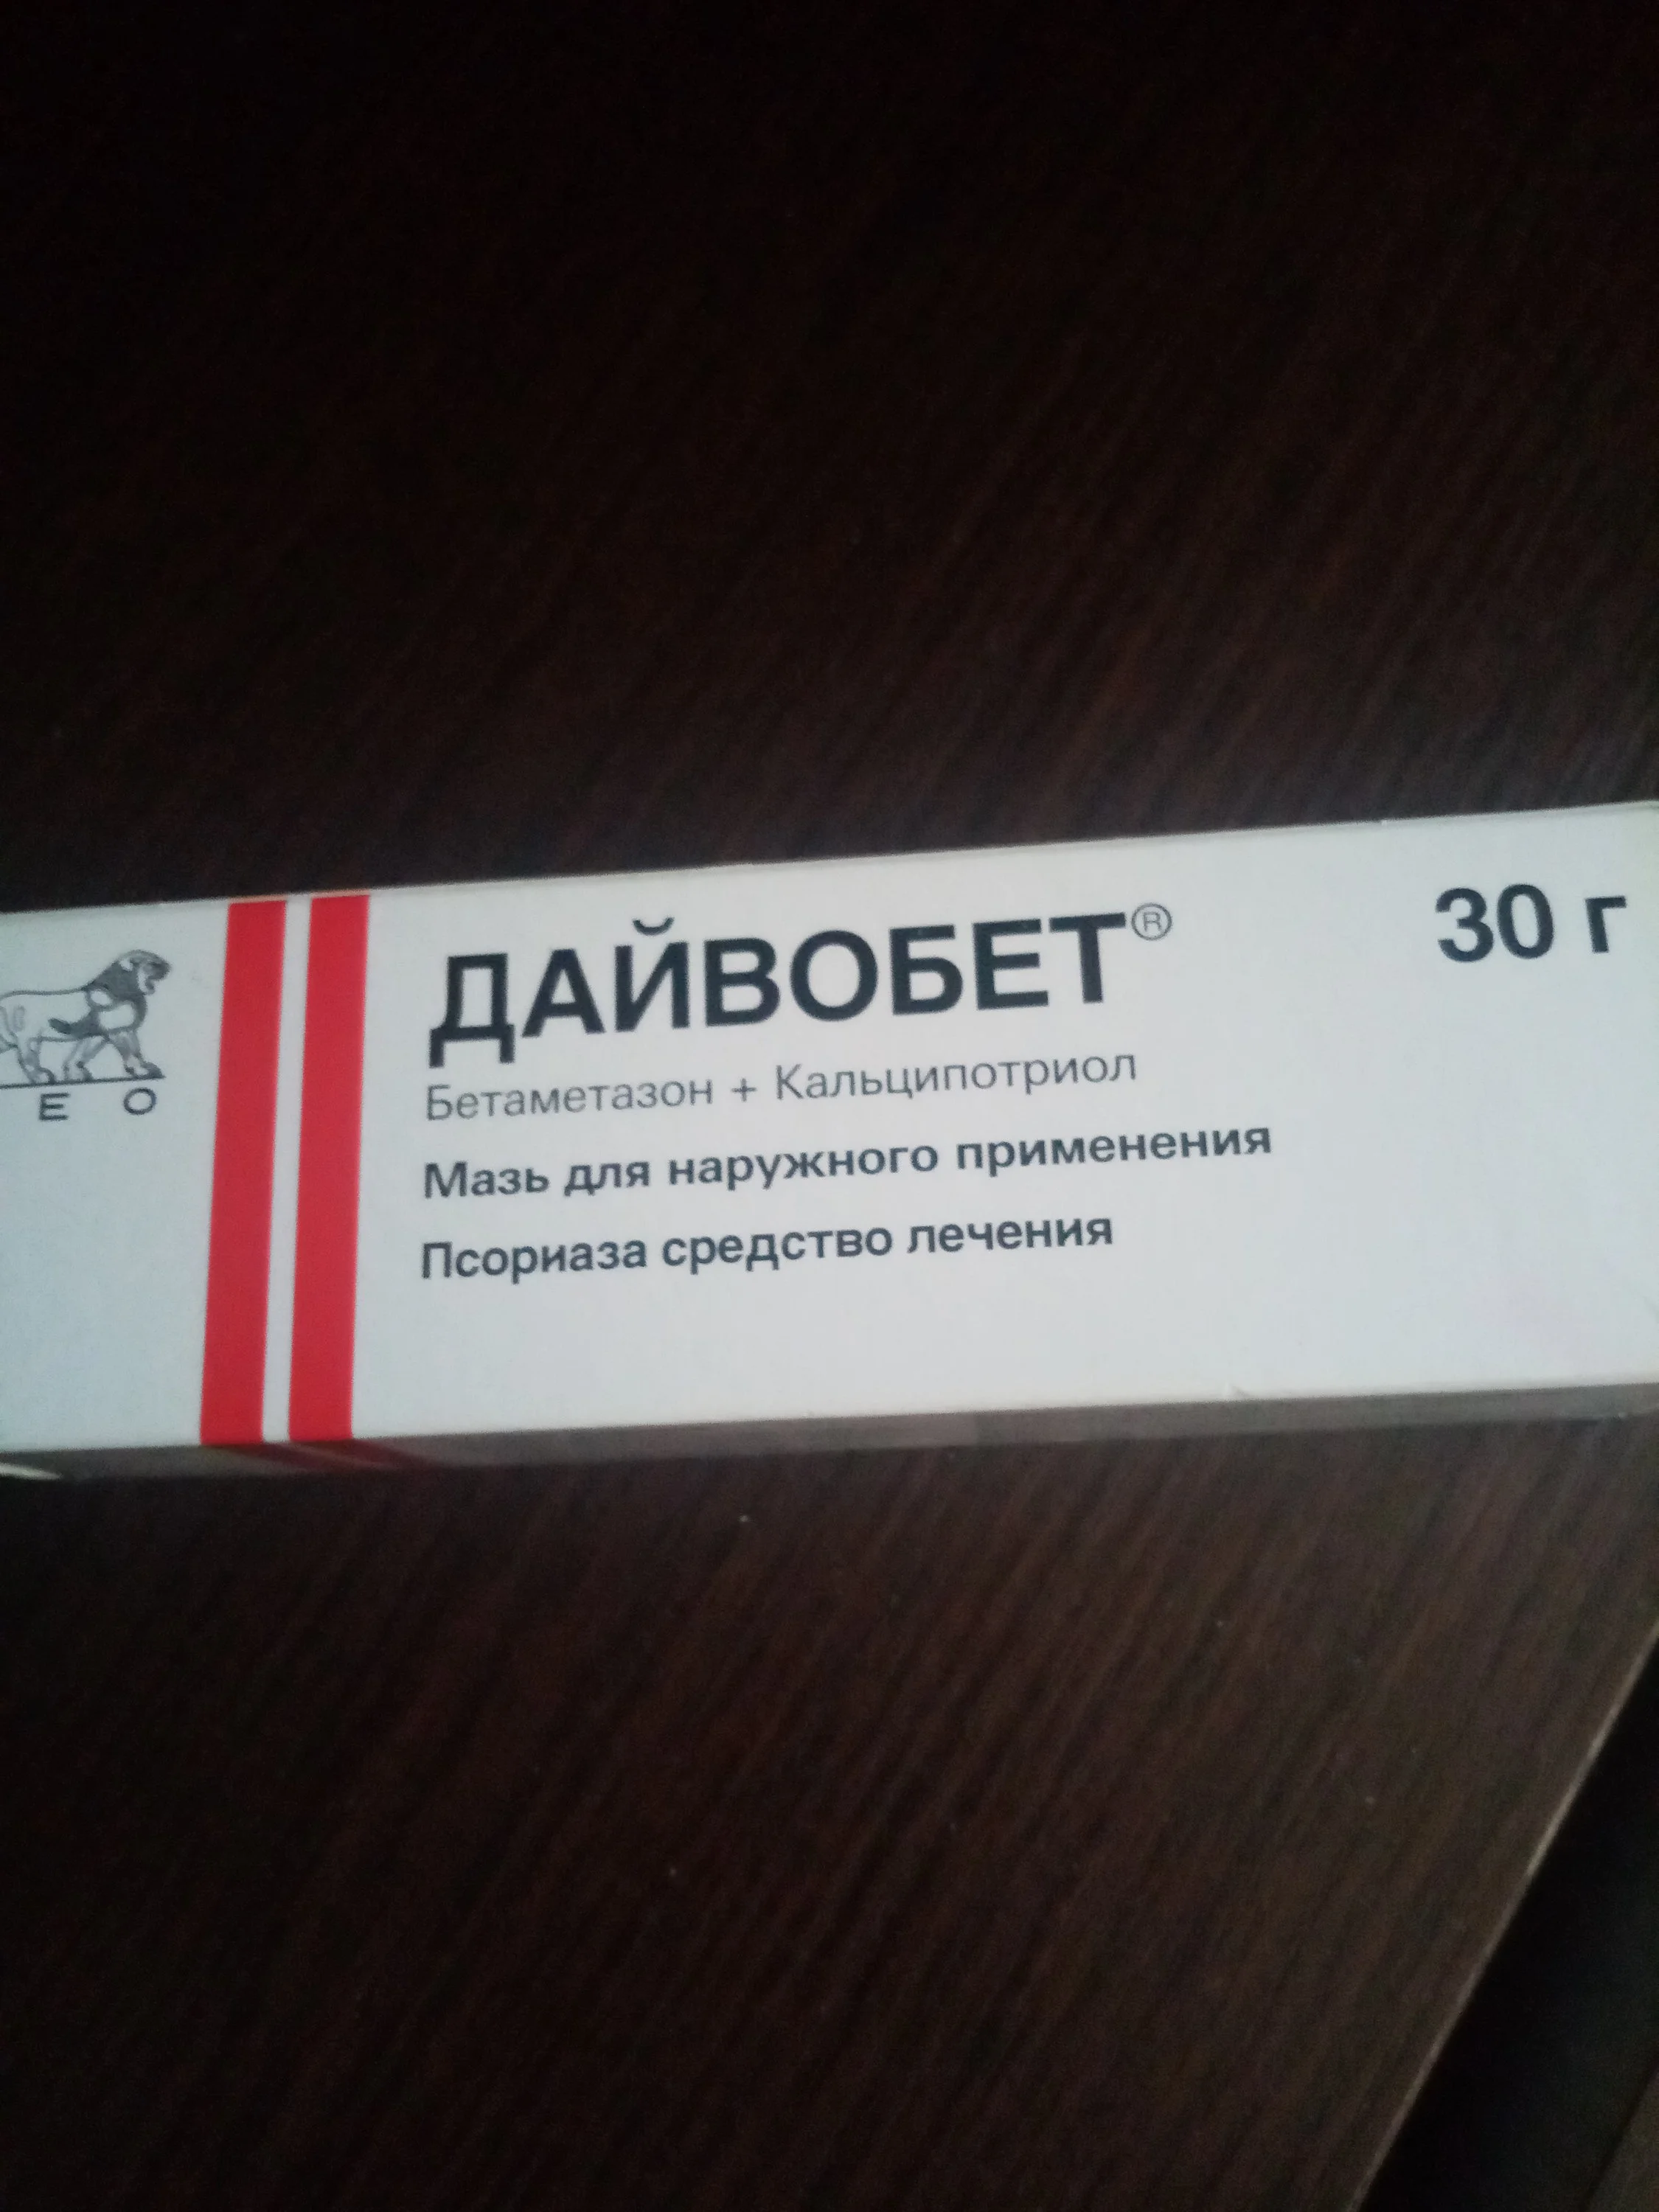 ДАЙВОБЕТ®
30 г
Бетаметазон + Кальципотриол
Мазь для наружного применения
Псориаза средство лечения
E O